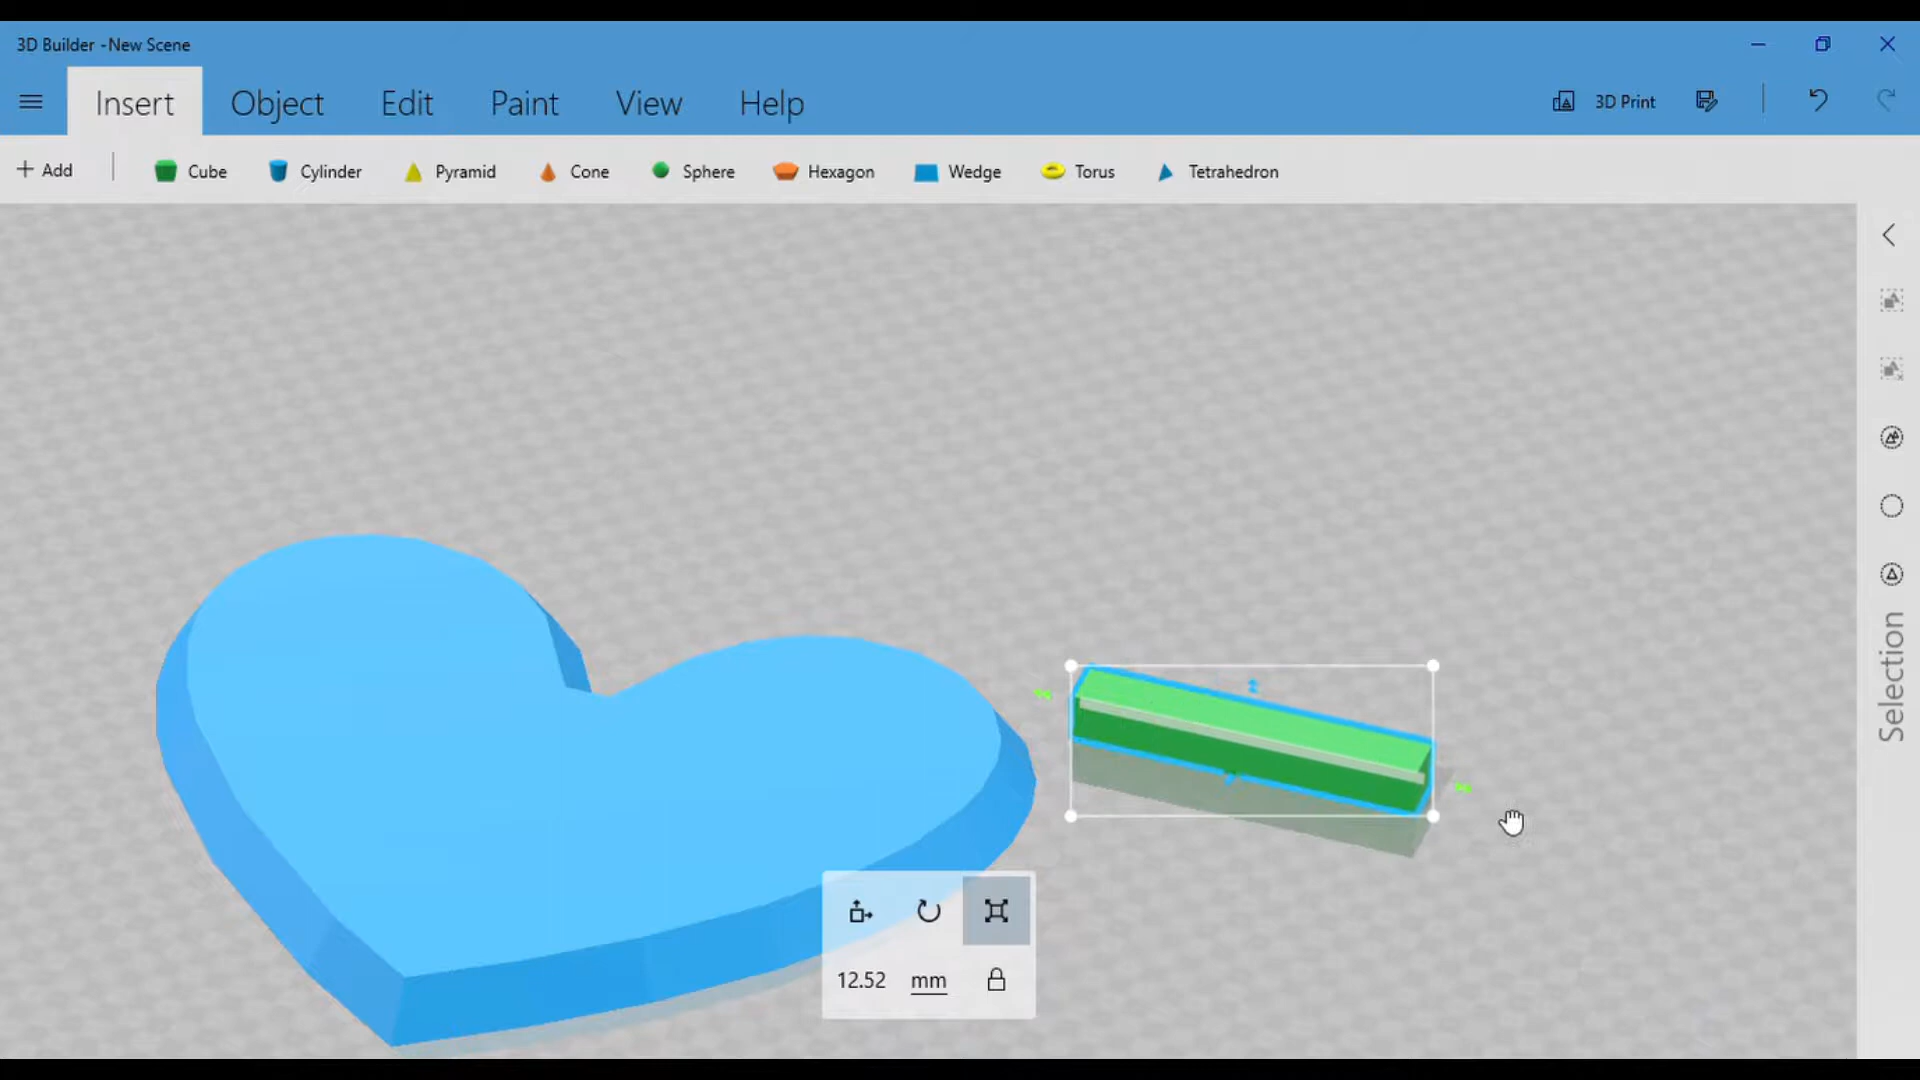 3D Builder -New Scene
Insert Object Edit Paint View Help 3D Print
+ Add Cube Cylinder Pyramid Cone Sphere Hexagon Wedge Torus Tetrahedron
Selection
12.52 mm